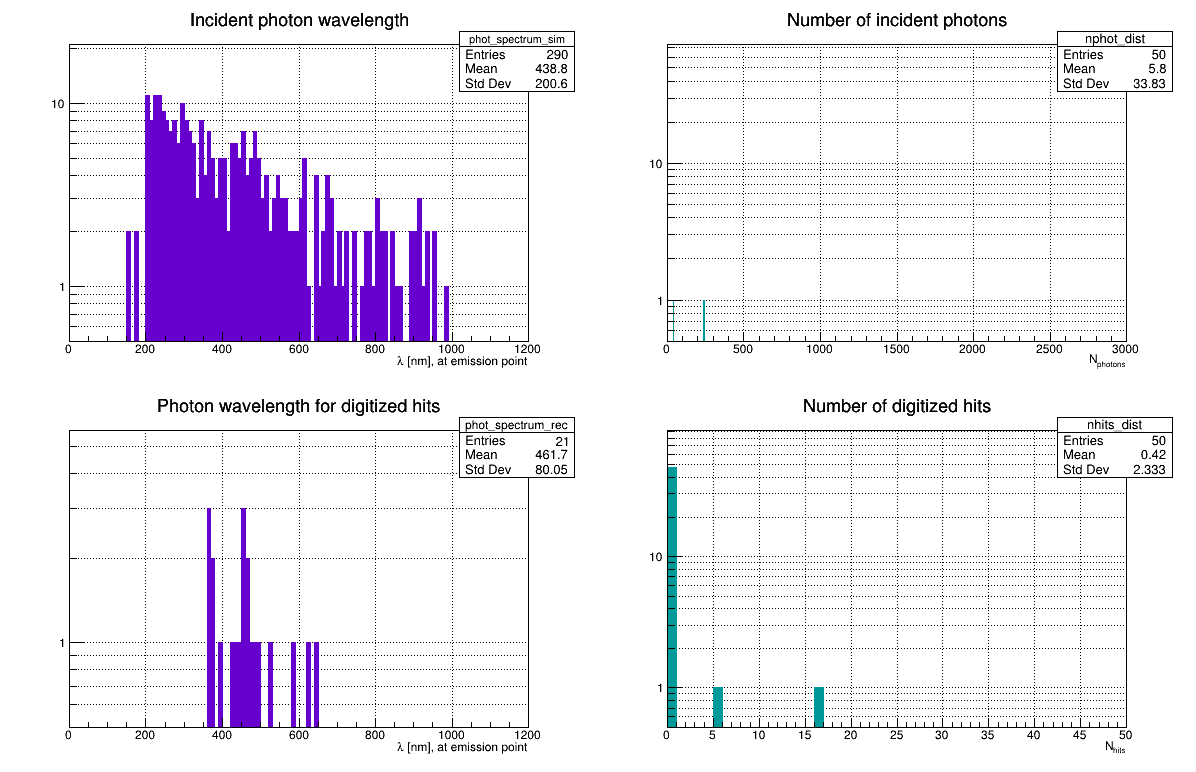 Incident photon wavelength
phot_spectrum_sim
Entries 290
Mean 438.8
Std Dev 200.6
10
1
0 200 400 600 800 1000 1200
λ [nm], at emission point
Number of incident photons
nphot_dist
Entries 50
Mean 5.8
Std Dev 33.83
10
1
0 500 1000 1500 2000 2500 3000
Nphotons
Photon wavelength for digitized hits
phot_spectrum_rec
Entries 21
Mean 461.7
Std Dev 80.05
1
0 200 400 600 800 1000 1200
λ [nm], at emission point
Number of digitized hits
nhits_dist
Entries 50
Mean 0.42
Std Dev 2.333
10
1
0 5 10 15 20 25 30 35 40 45 50
Nhits